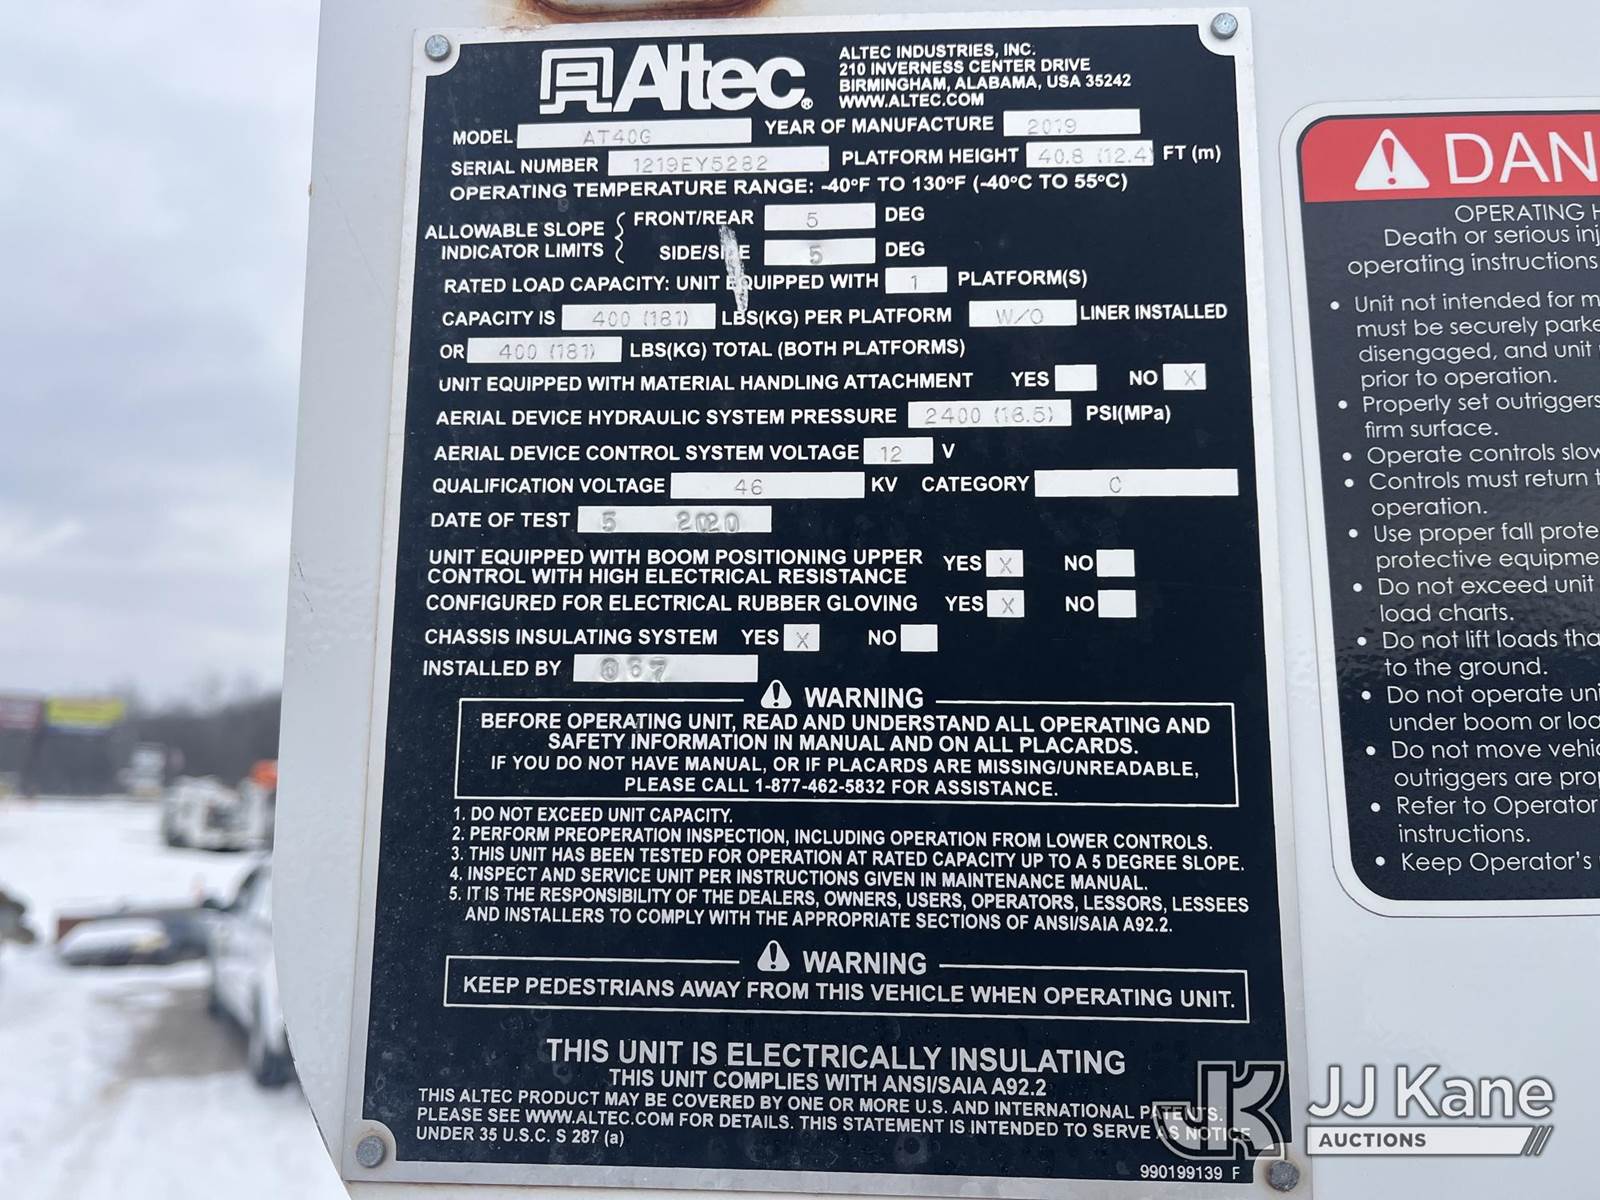 Altec®
ALTEC INDUSTRIES, INC.
210 INVERNESS CENTER DRIVE
BIRMINGHAM, ALABAMA, USA 35242
WWW.ALTEC.COM
MODEL AT40G YEAR OF MANUFACTURE 2019
SERIAL NUMBER 1219EY5282 PLATFORM HEIGHT 40.8 (12.4) FT (m)
OPERATING TEMPERATURE RANGE: -40°F TO 130°F (-40°C TO 55°C)
ALLOWABLE SLOPE INDICATOR LIMITS { FRONT/REAR 5 DEG
SIDE/SIDE 5 DEG
RATED LOAD CAPACITY: UNIT EQUIPPED WITH 1 PLATFORM(S)
CAPACITY IS 400 (181) LBS(KG) PER PLATFORM W/O LINER INSTALLED
OR 400 (181) LBS(KG) TOTAL (BOTH PLATFORMS)
UNIT EQUIPPED WITH MATERIAL HANDLING ATTACHMENT YES NO X
AERIAL DEVICE HYDRAULIC SYSTEM PRESSURE 2400 (16.5) PSI(MPa)
AERIAL DEVICE CONTROL SYSTEM VOLTAGE 12 V
QUALIFICATION VOLTAGE 46 KV CATEGORY C
DATE OF TEST 5 2020
UNIT EQUIPPED WITH BOOM POSITIONING UPPER
CONTROL WITH HIGH ELECTRICAL RESISTANCE YES X NO
CONFIGURED FOR ELECTRICAL RUBBER GLOVING YES X NO
CHASSIS INSULATING SYSTEM YES X NO
INSTALLED BY 067
WARNING
BEFORE OPERATING UNIT, READ AND UNDERSTAND ALL OPERATING AND
SAFETY INFORMATION IN MANUAL AND ON ALL PLACARDS.
IF YOU DO NOT HAVE MANUAL, OR IF PLACARDS ARE MISSING/UNREADABLE,
PLEASE CALL 1-877-462-5832 FOR ASSISTANCE.
1. DO NOT EXCEED UNIT CAPACITY.
2. PERFORM PREOPERATION INSPECTION, INCLUDING OPERATION FROM LOWER CONTROLS.
3. THIS UNIT HAS BEEN TESTED FOR OPERATION AT RATED CAPACITY UP TO A 5 DEGREE SLOPE.
4. INSPECT AND SERVICE UNIT PER INSTRUCTIONS GIVEN IN MAINTENANCE MANUAL.
5. IT IS THE RESPONSIBILITY OF THE DEALERS, OWNERS, USERS, OPERATORS, LESSORS, LESSEES
AND INSTALLERS TO COMPLY WITH THE APPROPRIATE SECTIONS OF ANSI/SAIA A92.2.
WARNING
KEEP PEDESTRIANS AWAY FROM THIS VEHICLE WHEN OPERATING UNIT.
THIS UNIT IS ELECTRICALLY INSULATING
THIS UNIT COMPLIES WITH ANSI/SAIA A92.2
THIS ALTEC PRODUCT MAY BE COVERED BY ONE OR MORE U.S. AND INTERNATIONAL PATENTS.
PLEASE SEE WWW.ALTEC.COM FOR DETAILS. THIS STATEMENT IS INTENDED TO SERVE AS NOTICE
UNDER 35 U.S.C. S 287 (a)
990199139 F
DAN
OPERATING H
Death or serious inj
operating instructions
• Unit not intended for m
must be securely parke
disengaged, and unit
prior to operation.
• Properly set outriggers
firm surface.
• Operate controls slow
• Controls must return t
operation.
• Use proper fall prote
protective equipme
• Do not exceed unit
load charts.
• Do not lift loads tha
to the ground.
• Do not operate uni
under boom or loa
• Do not move vehic
outriggers are prop
• Refer to Operator
instructions.
• Keep Operator's
JK JJ Kane
AUCTIONS